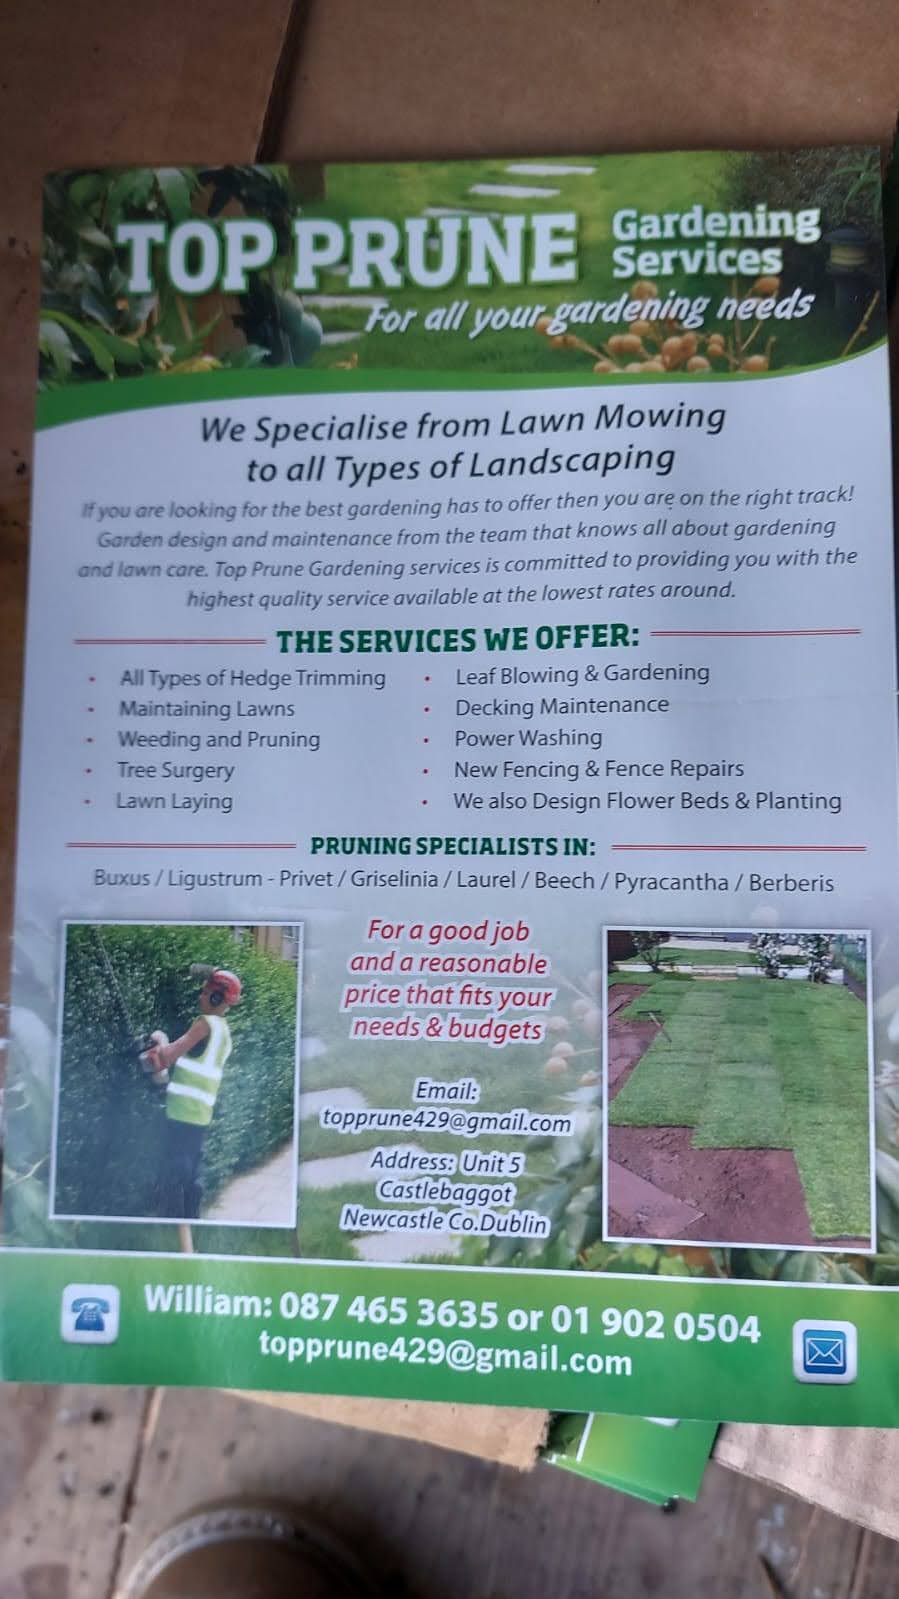 TOP PRUNE Gardening Services
For all your gardening needs
We Specialise from Lawn Mowing
to all Types of Landscaping
If you are looking for the best gardening has to offer then you are on the right track!
Garden design and maintenance from the team that knows all about gardening
and lawn care. Top Prune Gardening services is committed to providing you with the
highest quality service available at the lowest rates around.
THE SERVICES WE OFFER:
• All Types of Hedge Trimming
• Maintaining Lawns
• Weeding and Pruning
• Tree Surgery
• Lawn Laying
• Leaf Blowing & Gardening
• Decking Maintenance
• Power Washing
• New Fencing & Fence Repairs
• We also Design Flower Beds & Planting
PRUNING SPECIALISTS IN:
Buxus / Ligustrum - Privet / Griselinia / Laurel / Beech / Pyracantha / Berberis
For a good job
and a reasonable
price that fits your
needs & budgets
Email:
topprune429@gmail.com
Address: Unit 5
Castlebaggot
Newcastle Co.Dublin
William: 087 465 3635 or 01 902 0504
topprune429@gmail.com